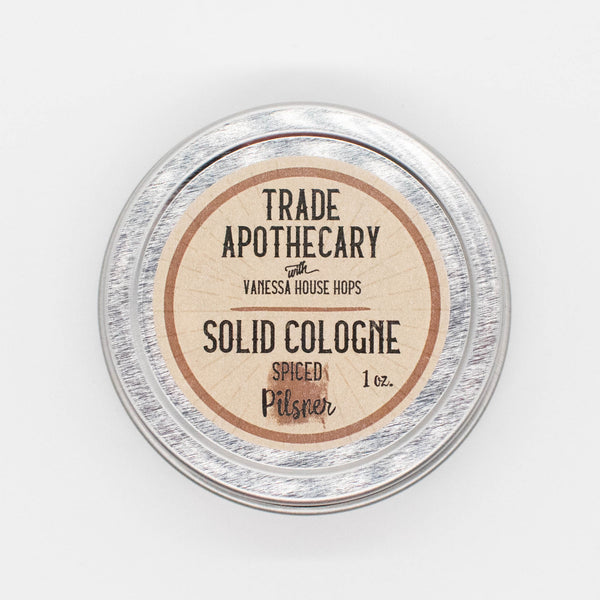 TRADE
APOTHECARY
with
VANESSA HOUSE HOPS
SOLID COLOGNE
SPICED
Pilsner
1 oz.